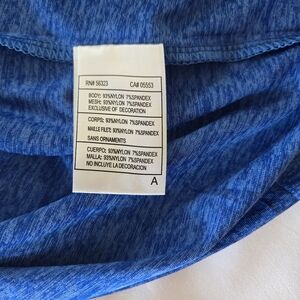 RN# 56323 CA# 05553
BODY: 93%NYLON 7%SPANDEX
MESH: 93%NYLON 7%SPANDEX
EXCLUSIVE OF DECORATION
CORPS: 93%NYLON 7%SPANDEX
MAILLE FILET: 93%NYLON 7%SPANDEX
SANS ORNAMENTS
CUERPO: 93%NYLON 7%SPANDEX
MALLA: 93%NYLON 7%SPANDEX
NO INCLUYE LA DECORACION
A